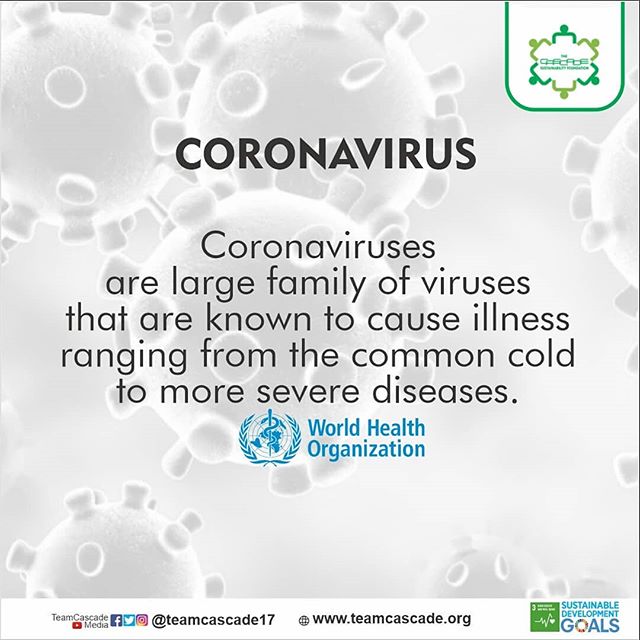 THE
CASCADE
SUSTAINABILITY FOUNDATION
CORONAVIRUS
Coronaviruses
are large family of viruses
that are known to cause illness
ranging from the common cold
to more severe diseases.
World Health
Organization
TeamCascade
Media
@teamcascade17
www.teamcascade.org
3
SUSTAINABLE
DEVELOPMENT
GOALS